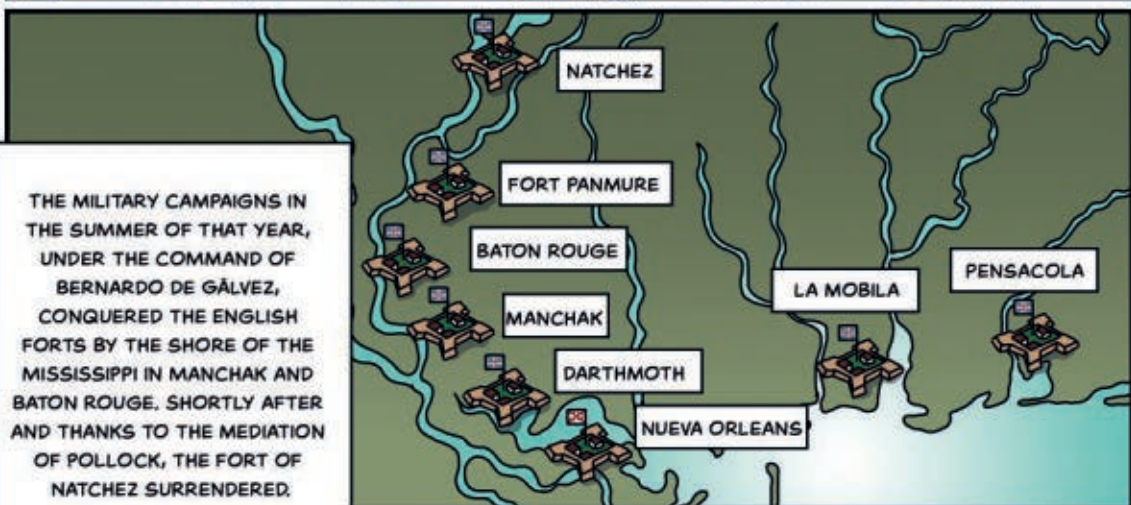 NATCHEZ
FORT PANMURE
BATON ROUGE
MANCHAK
DARTHMOTH
NUEVA ORLEANS
LA MOBILA
PENSACOLA
THE MILITARY CAMPAIGNS IN
THE SUMMER OF THAT YEAR,
UNDER THE COMMAND OF
BERNARDO DE GÁLVEZ,
CONQUERED THE ENGLISH
FORTS BY THE SHORE OF THE
MISSISSIPPI IN MANCHAK AND
BATON ROUGE. SHORTLY AFTER
AND THANKS TO THE MEDIATION
OF POLLOCK, THE FORT OF
NATCHEZ SURRENDERED.